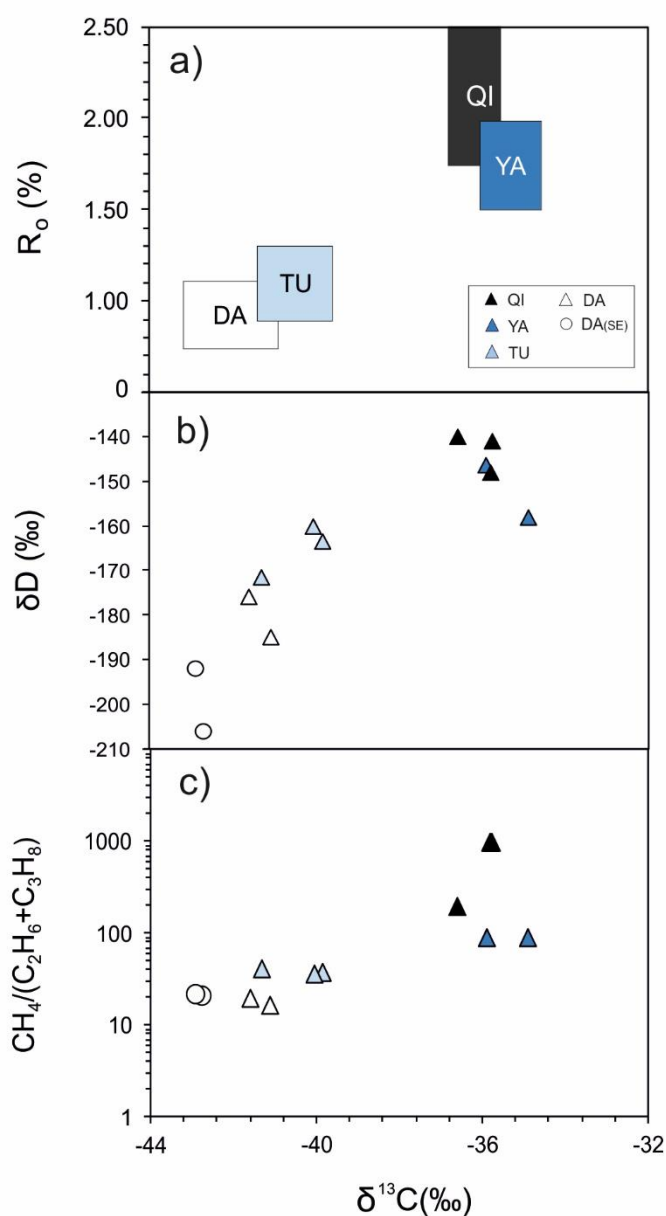 a)
2.50
2.00
1.50
1.00
0
Rₒ (%)
QI
YA
TU
DA
QI
DA
YA
DA(SE)
TU
b)
-140
-150
-160
-170
-180
-190
-200
-210
δD (‰)
c)
1000
100
10
1
CH₄/(C₂H₆+C₃H₈)
-44
-40
-36
-32
δ¹³C(‰)